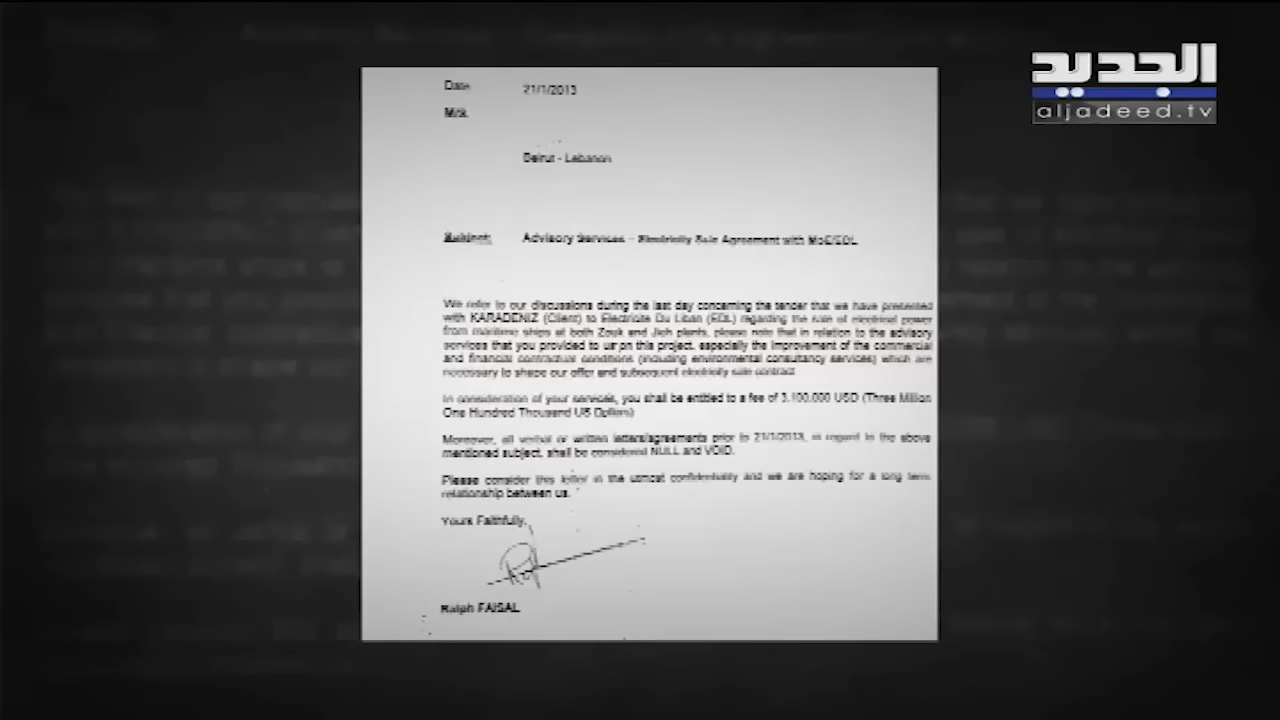 الجديد
aljadeed.tv
Date 21/1/2013
Beirut - Lebanon
Subject: Advisory Services - Electricity Sale Agreement with MoE/EDL
We refer to our discussions during the last day concerning the tender that we have presented
with KARADENIZ (Client) to Electricite Du Liban (EDL) regarding the sale of electrical power
from maritime ships at both Zouk and Jieh plants, please note that in relation to the advisory
services that you provided to us on this project, especially the improvement of the commercial
and financial contractual conditions (including environmental consultancy services) which are
necessary to shape our offer and subsequent electricity sale contract
In consideration of your services, you shall be entitled to a fee of 3,100,000 USD (Three Million
One Hundred Thousand US Dollars)
Moreover, all verbal or written letters/agreements prior to 21/1/2013, in regard to the above
mentioned subject, shall be considered NULL and VOID.
Please consider this letter in the utmost confidentiality and we are hoping for a long term
relationship between us.
Yours Faithfully,
Ralph FAISAL